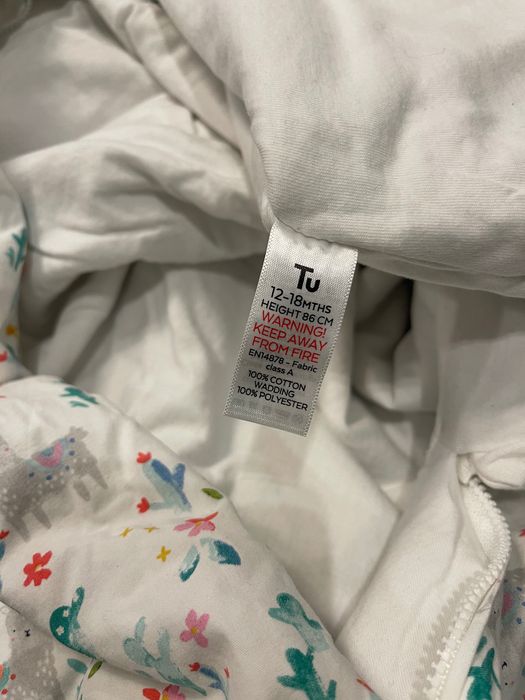 Tu
12-18MTHS
HEIGHT 86 CM
WARNING!
KEEP AWAY
FROM FIRE
EN14878 - Fabric
class A
100% COTTON
WADDING
100% POLYESTER